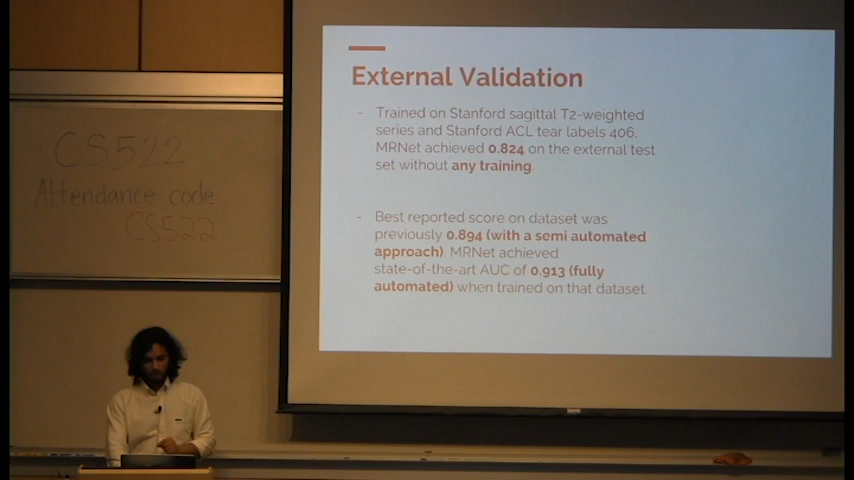 CS522
Attendance code
CS522
External Validation
- Trained on Stanford sagittal T2-weighted
series and Stanford ACL tear labels 406,
MRNet achieved 0.824 on the external test
set without any training.
- Best reported score on dataset was
previously 0.894 (with a semi automated
approach). MRNet achieved
state-of-the-art AUC of 0.913 (fully
automated) when trained on that dataset.